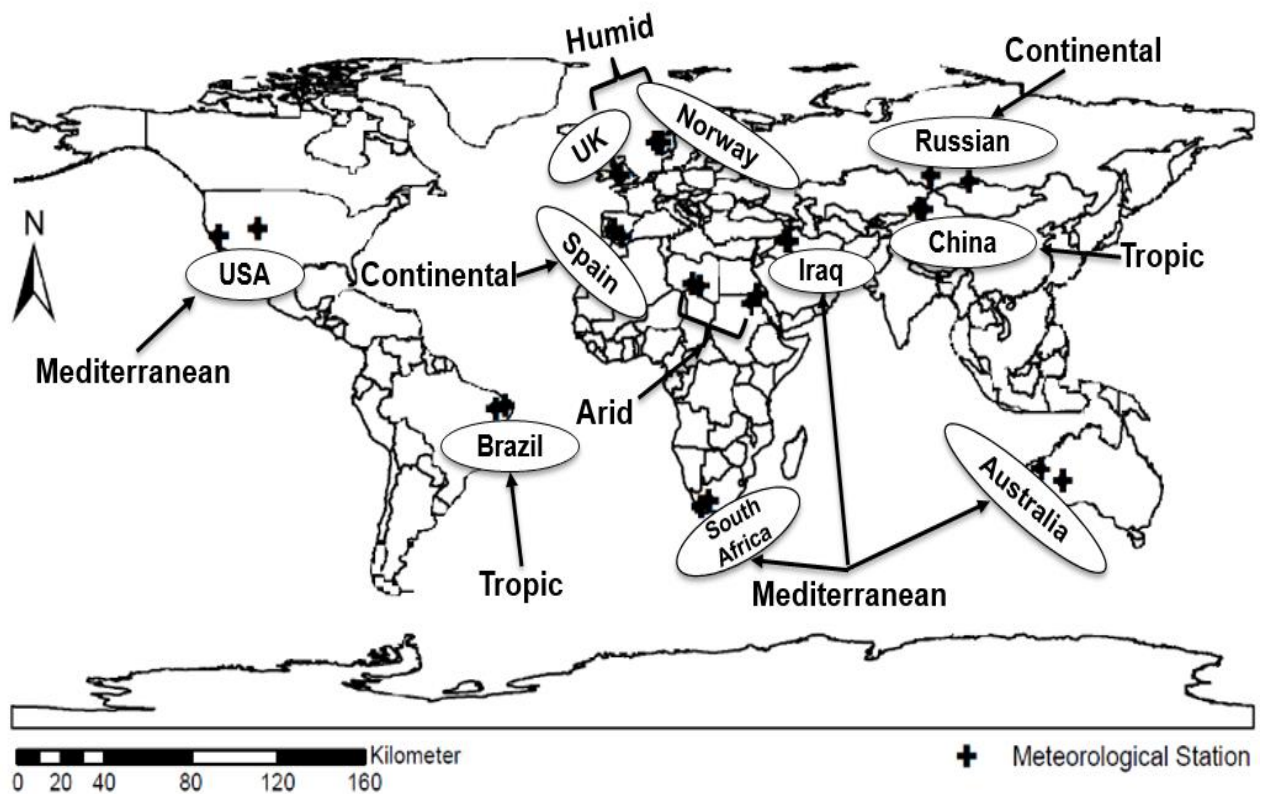 Humid
Continental
UK
Norway
Russian
N
USA
Continental
Spain
Iraq
China
Tropic
Mediterranean
Arid
Brazil
Australia
South
Africa
Tropic
Mediterranean
Kilometer
0 20 40 80 120 160
Meteorological Station